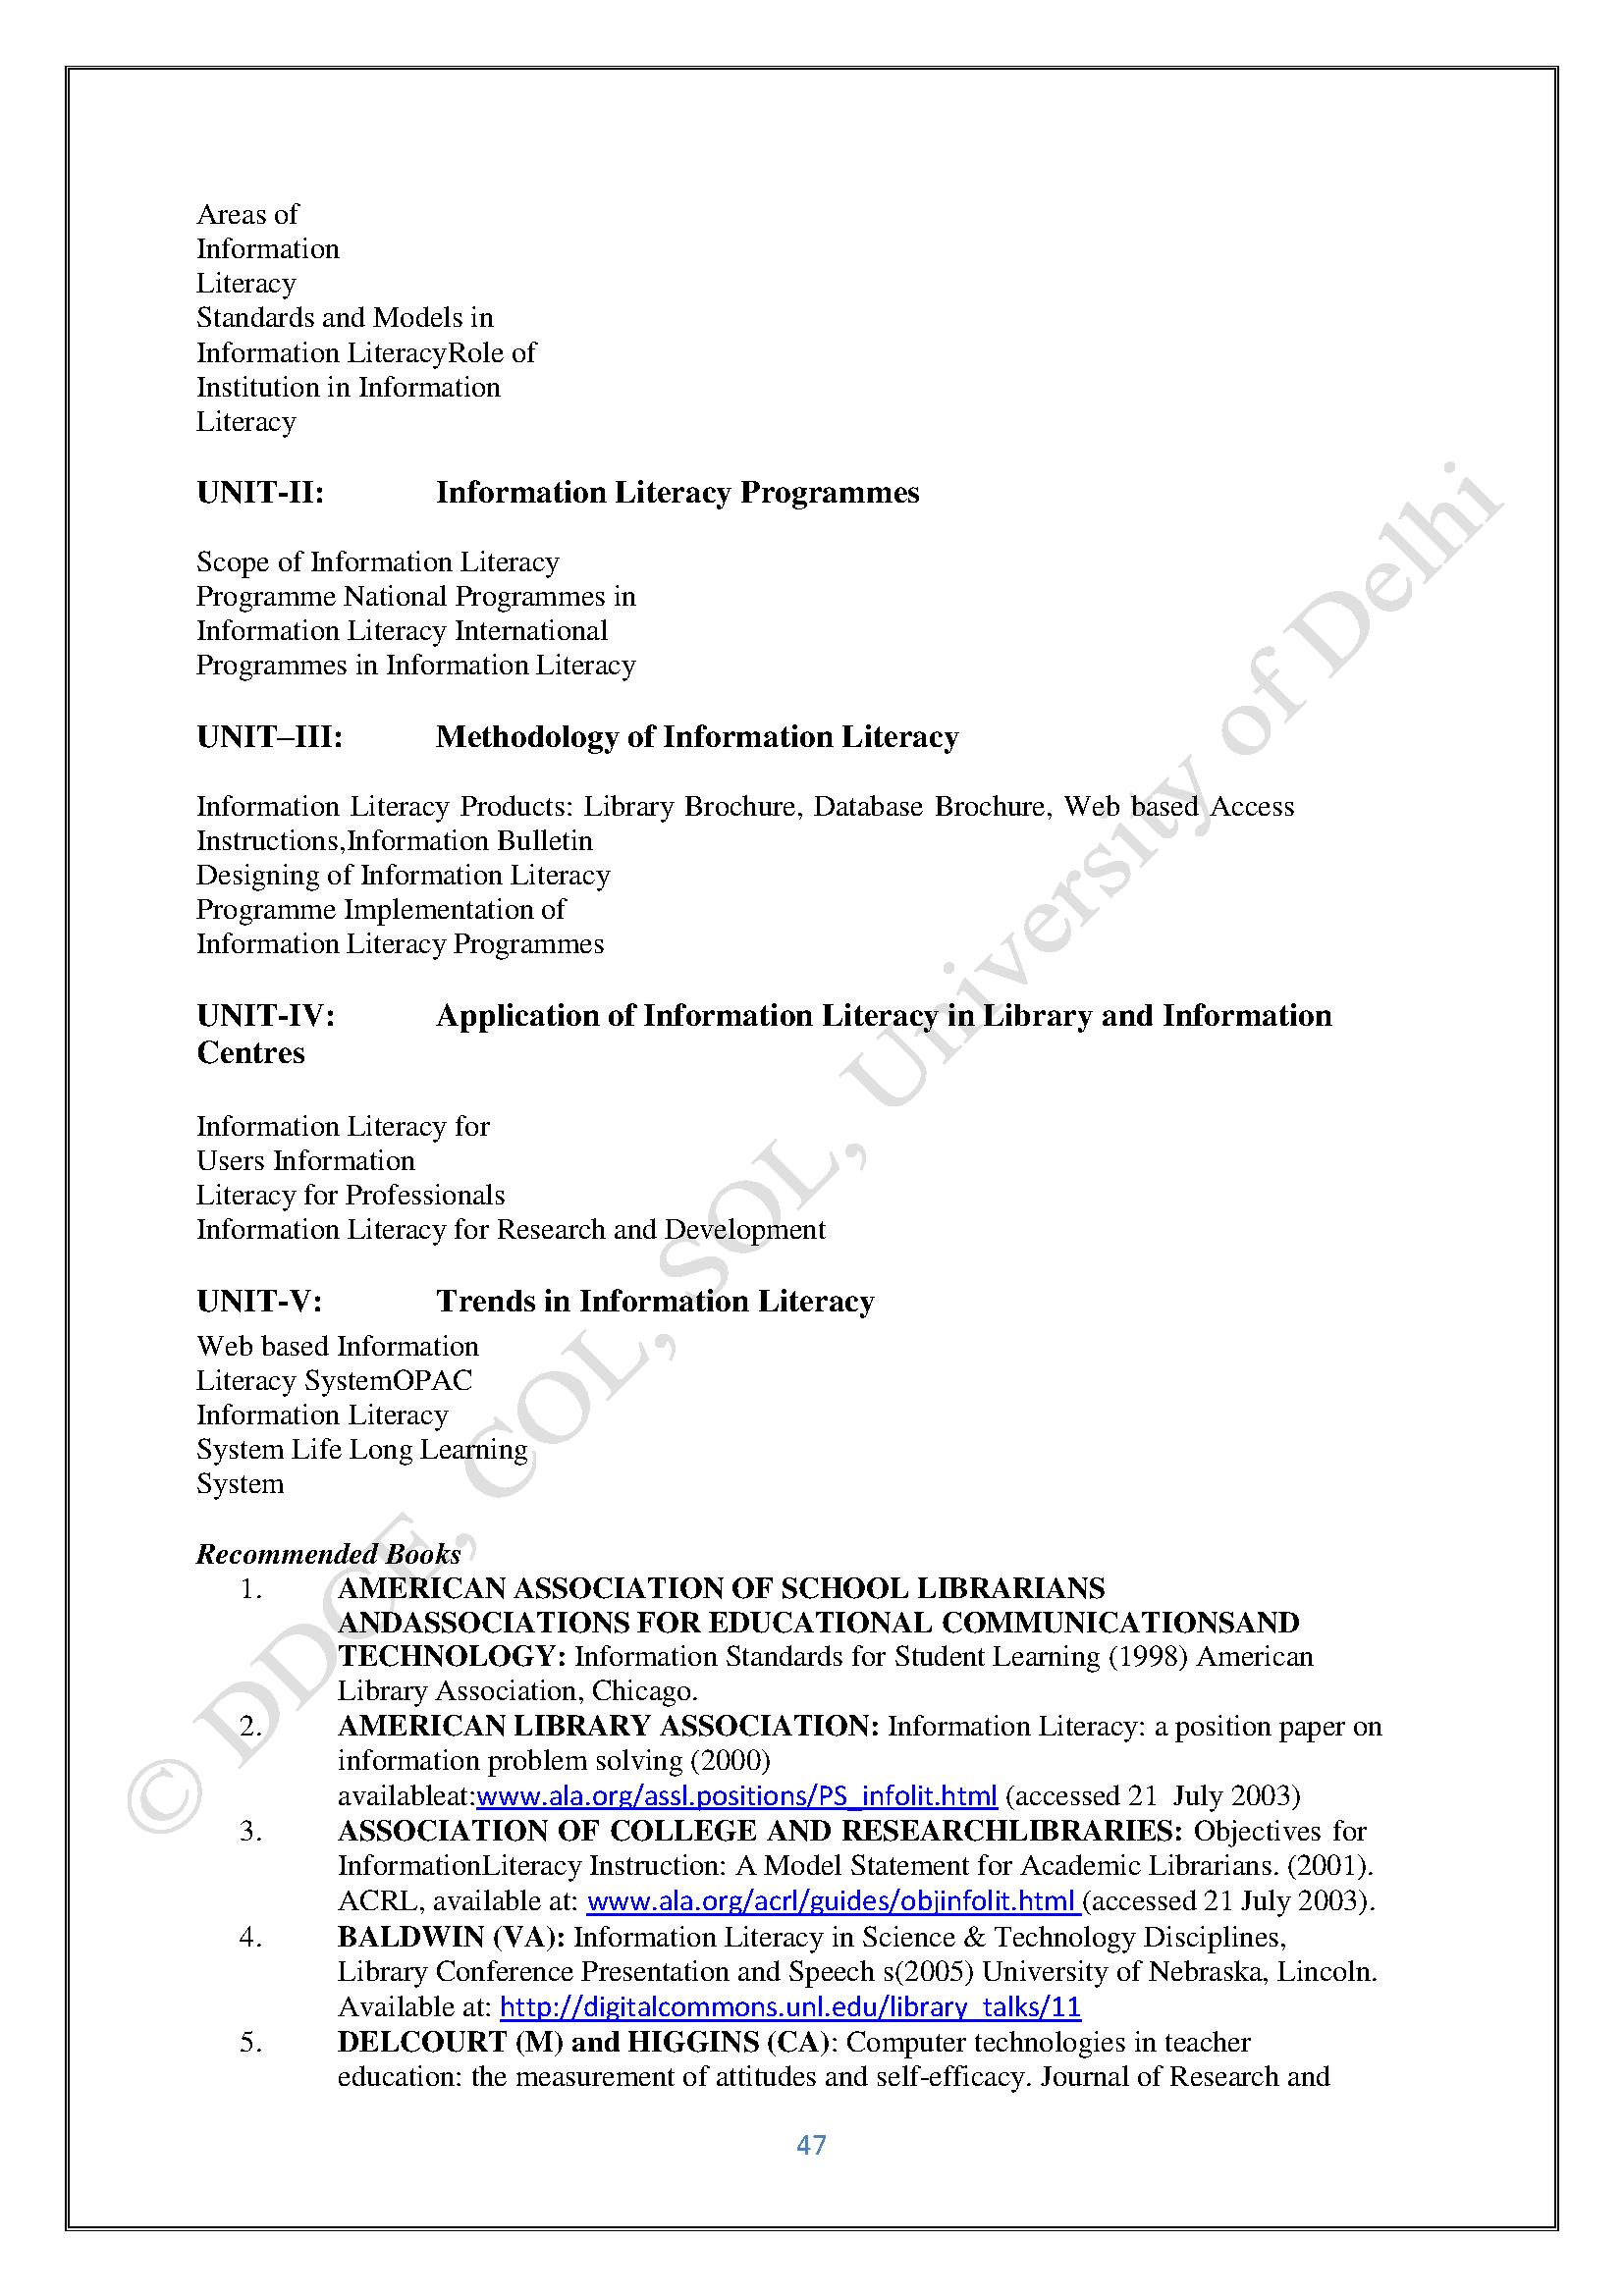 Areas of
Information
Literacy
Standards and Models in
Information LiteracyRole of
Institution in Information
Literacy
UNIT-II: Information Literacy Programmes
Scope of Information Literacy
Programme National Programmes in
Information Literacy International
Programmes in Information Literacy
UNIT–III: Methodology of Information Literacy
Information Literacy Products: Library Brochure, Database Brochure, Web based Access
Instructions,Information Bulletin
Designing of Information Literacy
Programme Implementation of
Information Literacy Programmes
UNIT-IV: Application of Information Literacy in Library and Information
Centres
Information Literacy for
Users Information
Literacy for Professionals
Information Literacy for Research and Development
UNIT-V: Trends in Information Literacy
Web based Information
Literacy SystemOPAC
Information Literacy
System Life Long Learning
System
Recommended Books
1. AMERICAN ASSOCIATION OF SCHOOL LIBRARIANS
ANDASSOCIATIONS FOR EDUCATIONAL COMMUNICATIONSAND
TECHNOLOGY: Information Standards for Student Learning (1998) American
Library Association, Chicago.
2. AMERICAN LIBRARY ASSOCIATION: Information Literacy: a position paper on
information problem solving (2000)
availableat:www.ala.org/assl.positions/PS_infolit.html (accessed 21 July 2003)
3. ASSOCIATION OF COLLEGE AND RESEARCHLIBRARIES: Objectives for
InformationLiteracy Instruction: A Model Statement for Academic Librarians. (2001).
ACRL, available at: www.ala.org/acrl/guides/objinfolit.html (accessed 21 July 2003).
4. BALDWIN (VA): Information Literacy in Science & Technology Disciplines,
Library Conference Presentation and Speech s(2005) University of Nebraska, Lincoln.
Available at: http://digitalcommons.unl.edu/library_talks/11
5. DELCOURT (M) and HIGGINS (CA): Computer technologies in teacher
education: the measurement of attitudes and self-efficacy. Journal of Research and
47
© DDCE, COL, SOL, University of Delhi